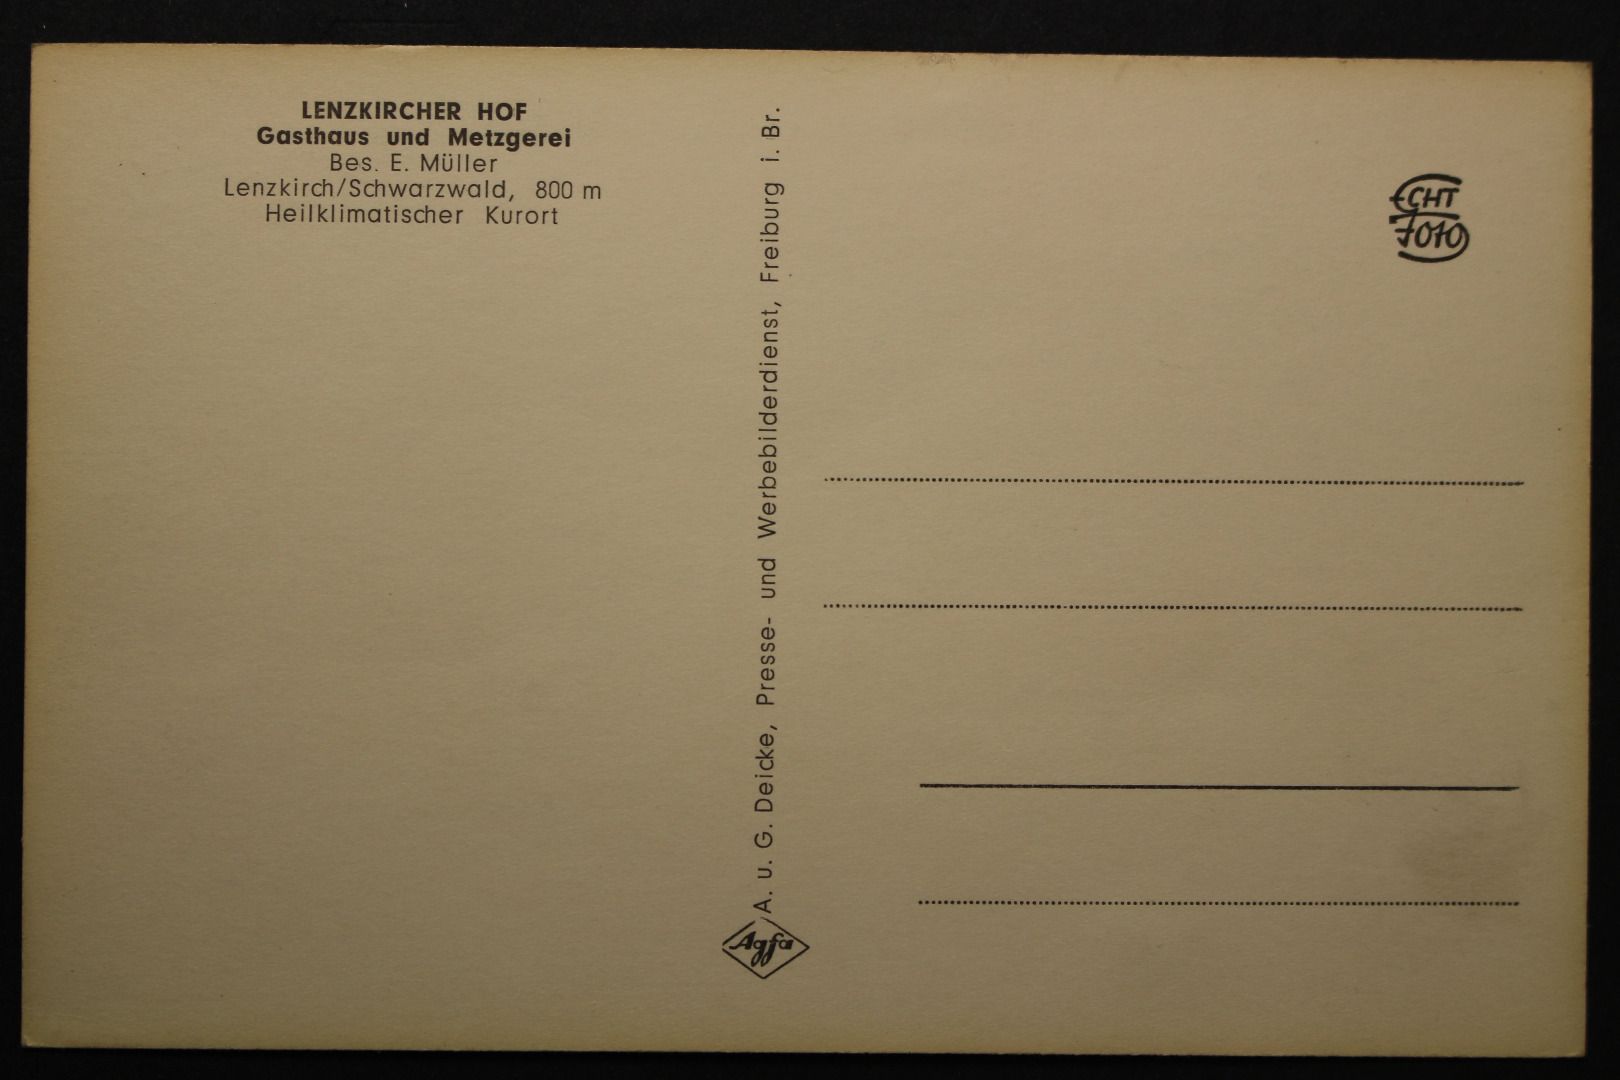 LENZKIRCHER HOF
Gasthaus und Metzgerei
Bes. E. Müller
Lenzkirch/Schwarzwald, 800 m
Heilklimatischer Kurort
A. u. G. Deicke, Presse- und Werbebilderdienst, Freiburg i. Br.
Agfa
ECHT
FOTO